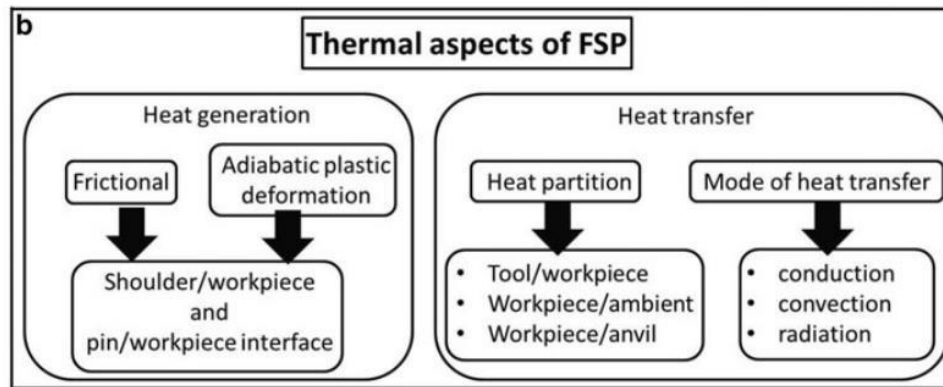 b
Thermal aspects of FSP
Heat generation
Frictional
Adiabatic plastic
deformation
Shoulder/workpiece
and
pin/workpiece interface
Heat transfer
Heat partition
Mode of heat transfer
• Tool/workpiece
• Workpiece/ambient
• Workpiece/anvil
• conduction
• convection
• radiation